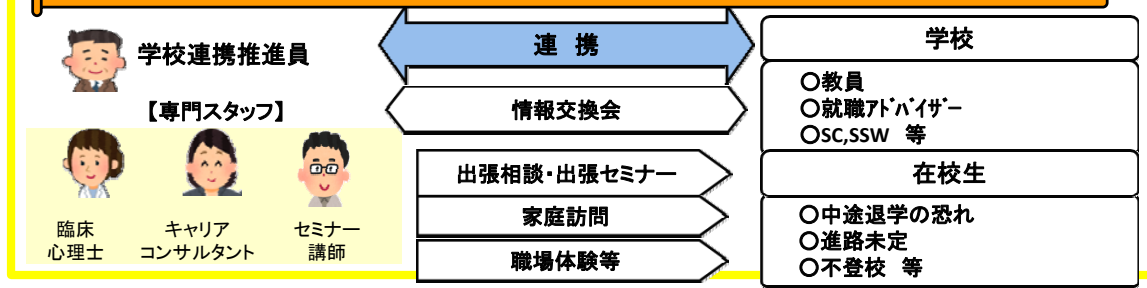 学校連携推進員
【専門スタッフ】
臨床
心理士
キャリア
コンサルタント
セミナー
講師
連 携
情報交換会
出張相談・出張セミナー
家庭訪問
職場体験等
学校
○教員
○就職ｱﾄﾞﾊﾞｲｻﾞｰ
○SC,SSW 等
在校生
○中途退学の恐れ
○進路未定
○不登校 等